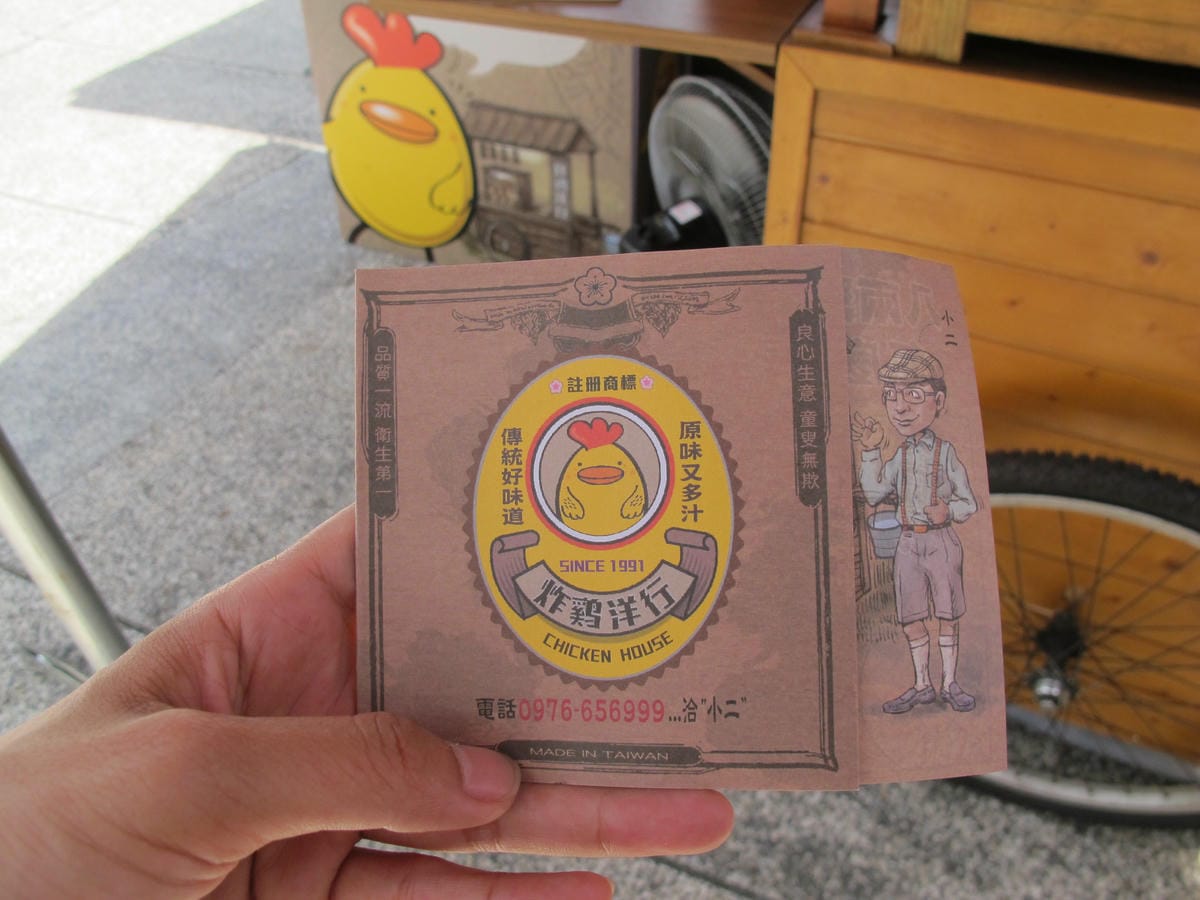 品質一流 衛生第一
良心生意 童叟無欺
註冊商標
傳統好味道
原味又多汁
SINCE 1991
炸鷄洋行
CHICKEN HOUSE
電話0976-656999...洽"小二"
MADE IN TAIWAN
小二